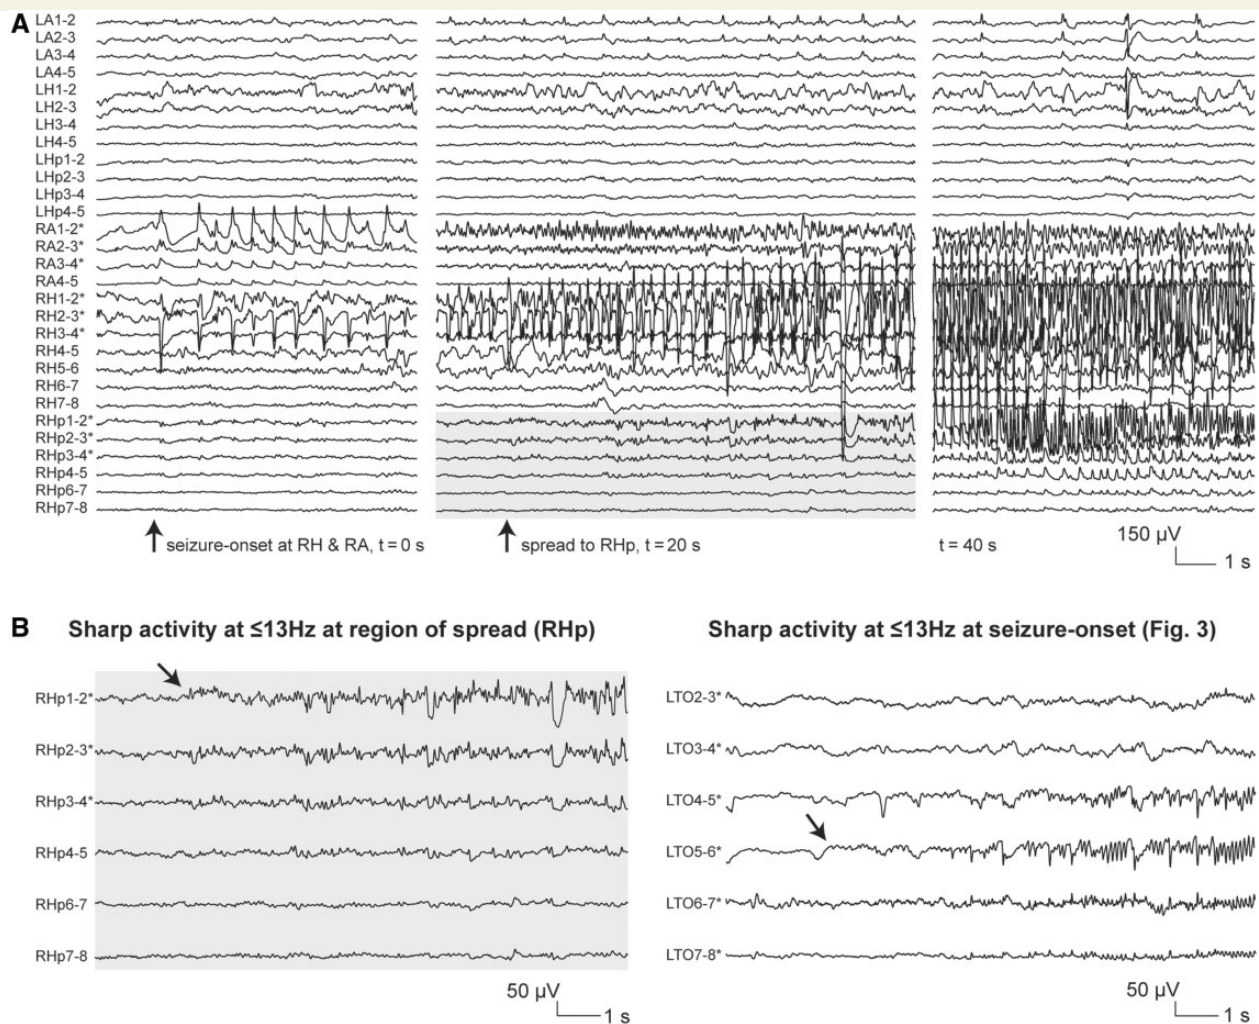 A
LA1-2
LA2-3
LA3-4
LA4-5
LH1-2
LH2-3
LH3-4
LH4-5
LHp1-2
LHp2-3
LHp3-4
LHp4-5
RA1-2*
RA2-3*
RA3-4*
RA4-5
RH1-2*
RH2-3*
RH3-4*
RH4-5
RH5-6
RH6-7
RH7-8
RHp1-2*
RHp2-3*
RHp3-4*
RHp4-5
RHp6-7
RHp7-8
seizure-onset at RH & RA, t = 0 s
spread to RHp, t = 20 s
t = 40 s
150 µV
1 s
B
Sharp activity at ≤13Hz at region of spread (RHp)
RHp1-2*
RHp2-3*
RHp3-4*
RHp4-5
RHp6-7
RHp7-8
50 µV
1 s
Sharp activity at ≤13Hz at seizure-onset (Fig. 3)
LTO2-3*
LTO3-4*
LTO4-5*
LTO5-6*
LTO6-7*
LTO7-8*
50 µV
1 s